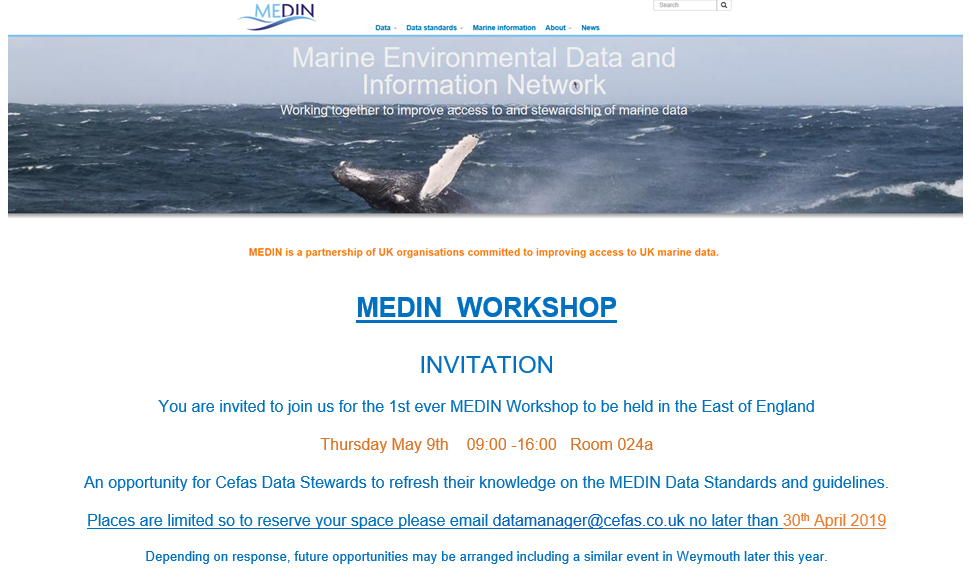 MEDIN
Search
Data Data standards Marine information About News
Marine Environmental Data and
Information Network
Working together to improve access to and stewardship of marine data
MEDIN is a partnership of UK organisations committed to improving access to UK marine data.
MEDIN WORKSHOP
INVITATION
You are invited to join us for the 1st ever MEDIN Workshop to be held in the East of England
Thursday May 9th 09:00 -16:00 Room 024a
An opportunity for Cefas Data Stewards to refresh their knowledge on the MEDIN Data Standards and guidelines.
Places are limited so to reserve your space please email datamanager@cefas.co.uk no later than 30th April 2019
Depending on response, future opportunities may be arranged including a similar event in Weymouth later this year.